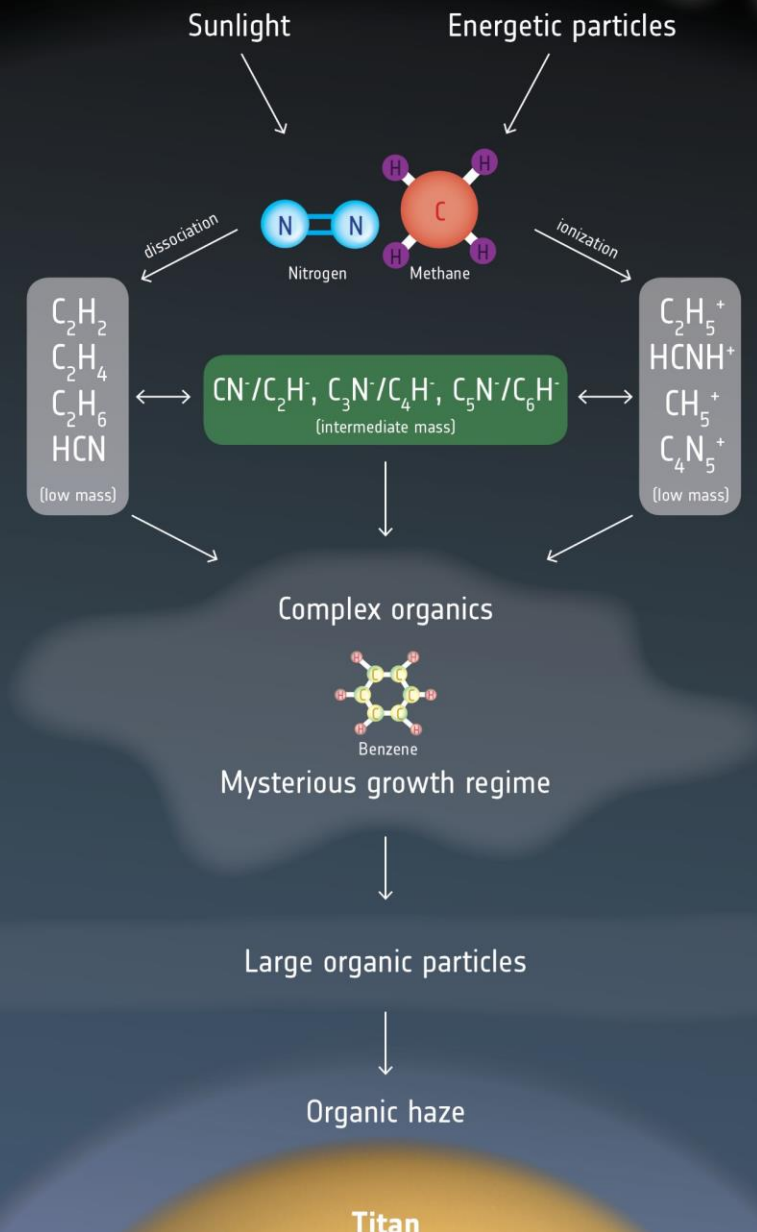 Sunlight
Energetic particles
H
H
N
N
C
H
H
Nitrogen
Methane
dissociation
ionization
C₂H₂
C₂H₄
C₂H₆
HCN
(low mass)
CN⁻/C₂H⁻, C₃N⁻/C₄H⁻, C₅N⁻/C₆H⁻
(intermediate mass)
C₂H₅⁺
HCNH⁺
CH₅⁺
C₄N₅⁺
(low mass)
Complex organics
H H
C C
H C C H
C C
H H
Benzene
Mysterious growth regime
Large organic particles
Organic haze
Titan